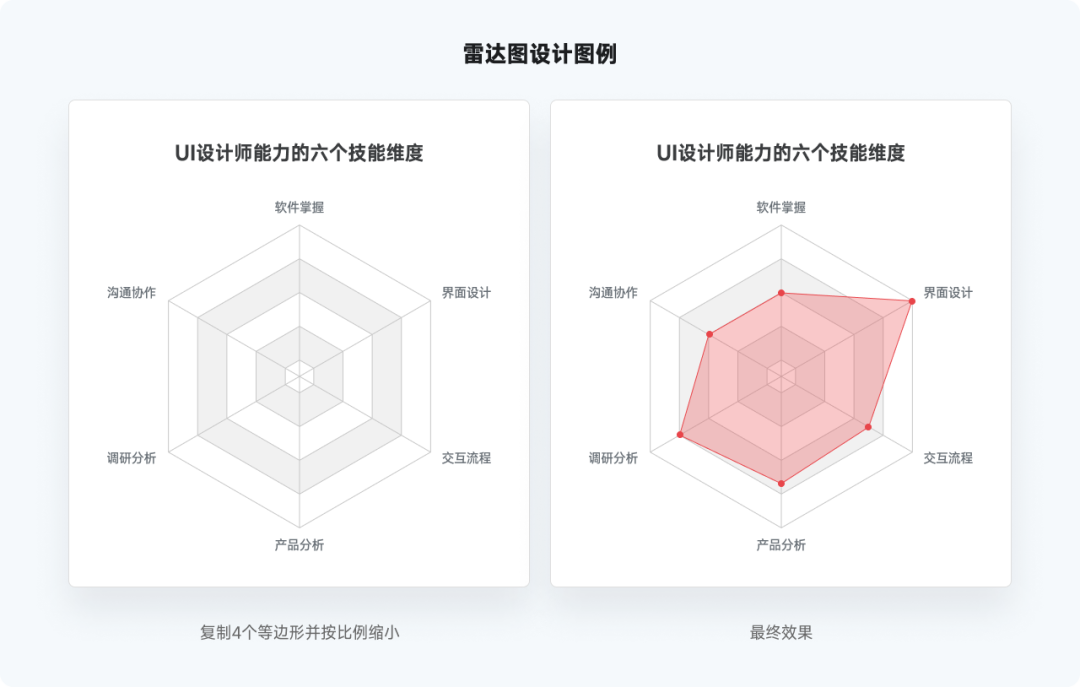 雷达图设计图例
UI设计师能力的六个技能维度
软件掌握
沟通协作
界面设计
调研分析
交互流程
产品分析
复制4个等边形并按比例缩小
UI设计师能力的六个技能维度
软件掌握
沟通协作
界面设计
调研分析
交互流程
产品分析
最终效果